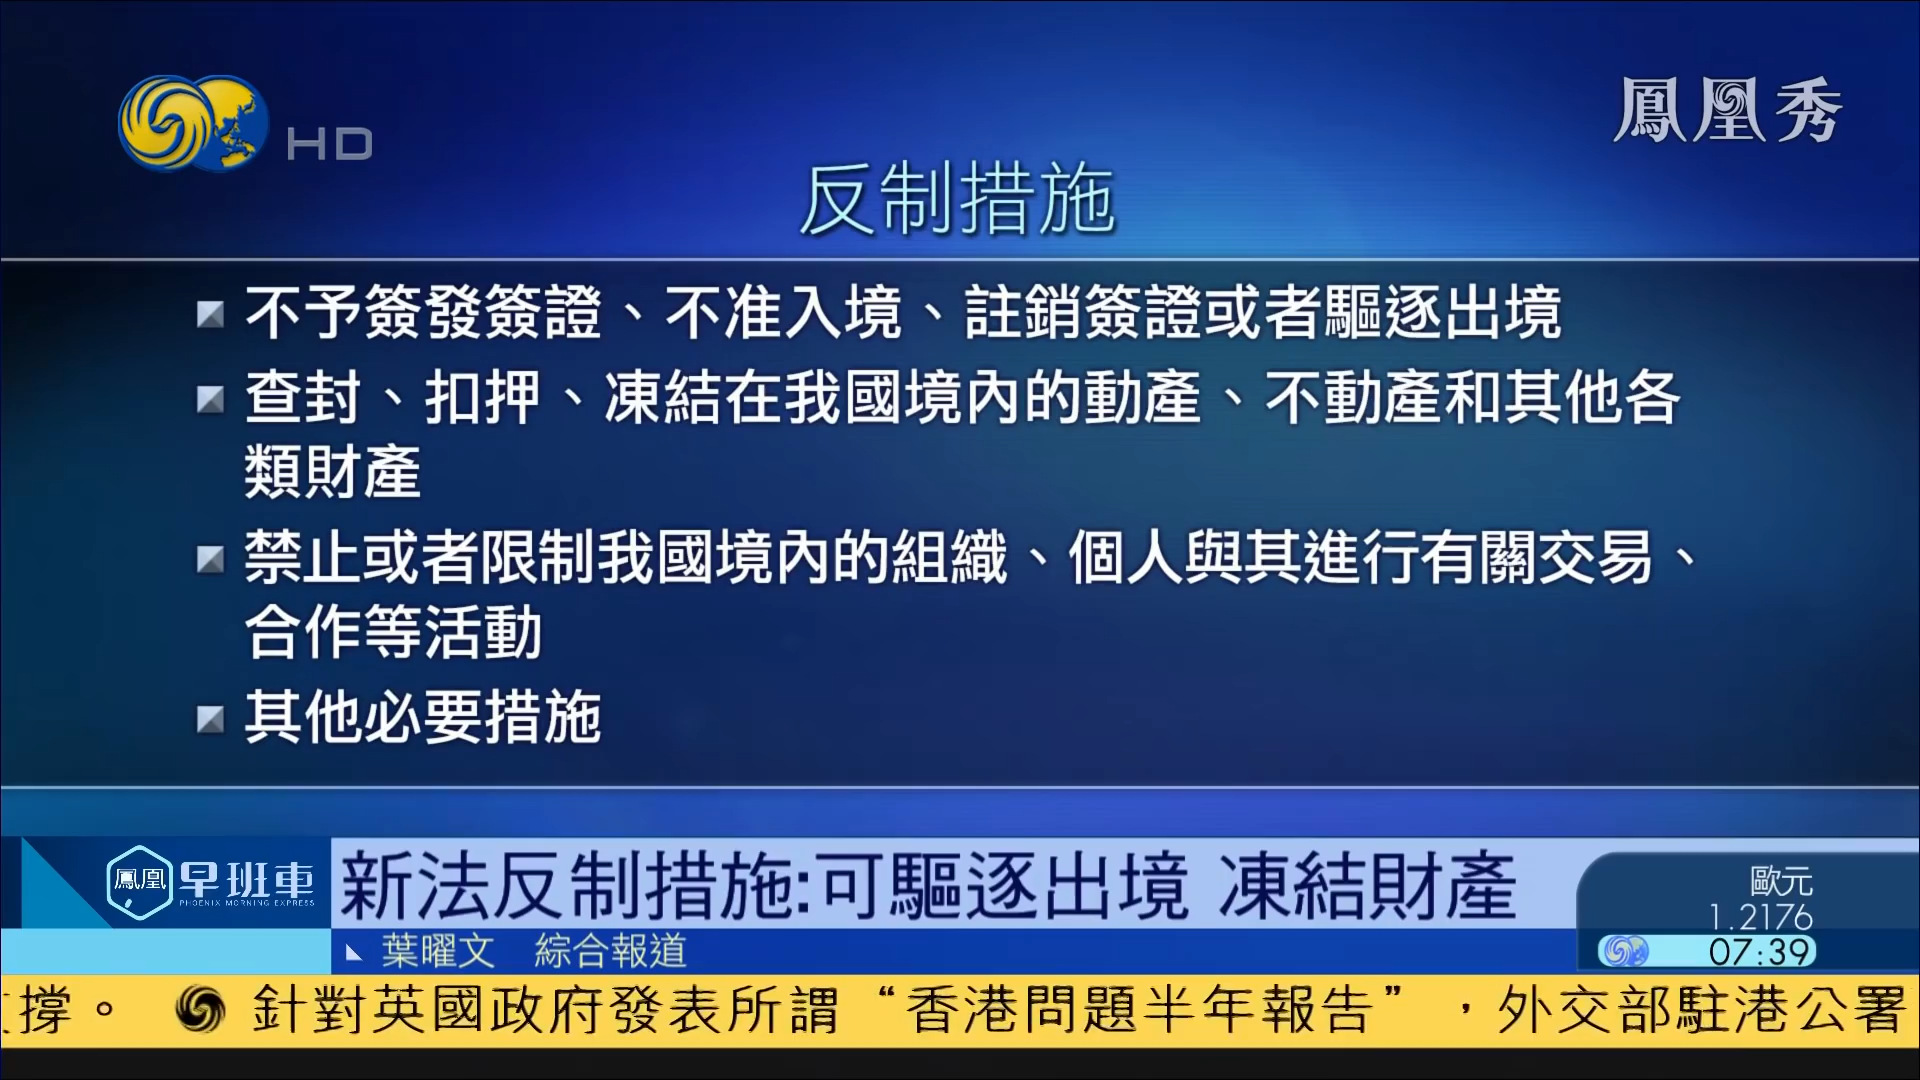 HD
鳳凰秀
反制措施
不予簽發簽證、不准入境、註銷簽證或者驅逐出境
查封、扣押、凍結在我國境內的動產、不動產和其他各
類財產
禁止或者限制我國境內的組織、個人與其進行有關交易、
合作等活動
其他必要措施
鳳凰早班車
PHOENIX MORNING EXPRESS
新法反制措施:可驅逐出境 凍結財產
葉曜文 綜合報道
歐元
1.2176
07:39
撐。 針對英國政府發表所謂“香港問題半年報告”，外交部駐港公署